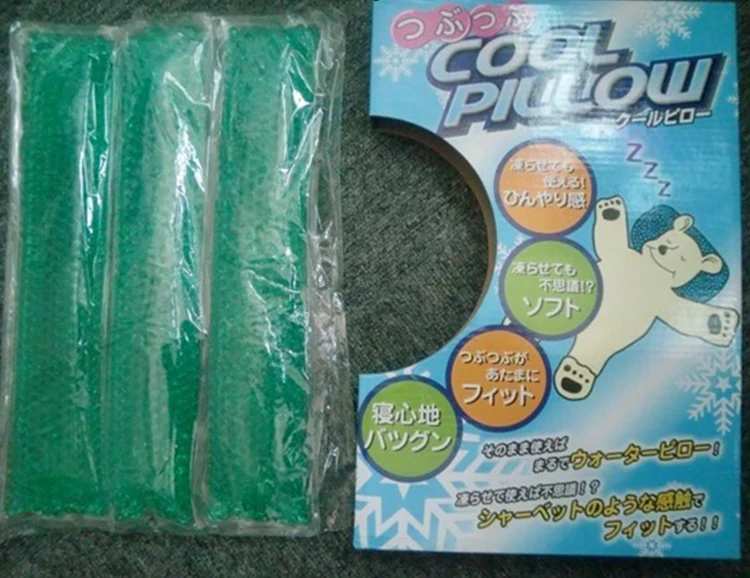 つぶつぶ
COOL
PILLOW
クールピロー
ZZZ
凍らせても
使える!
ひんやり感
凍らせても
不思議!?
ソフト
つぶつぶが
あたまに
フィット
寝心地
バツグン
そのまま使えば
まるでウォーターピロー!
凍らせて使えば不思議!?
シャーベットのような感触で
フィットする!!